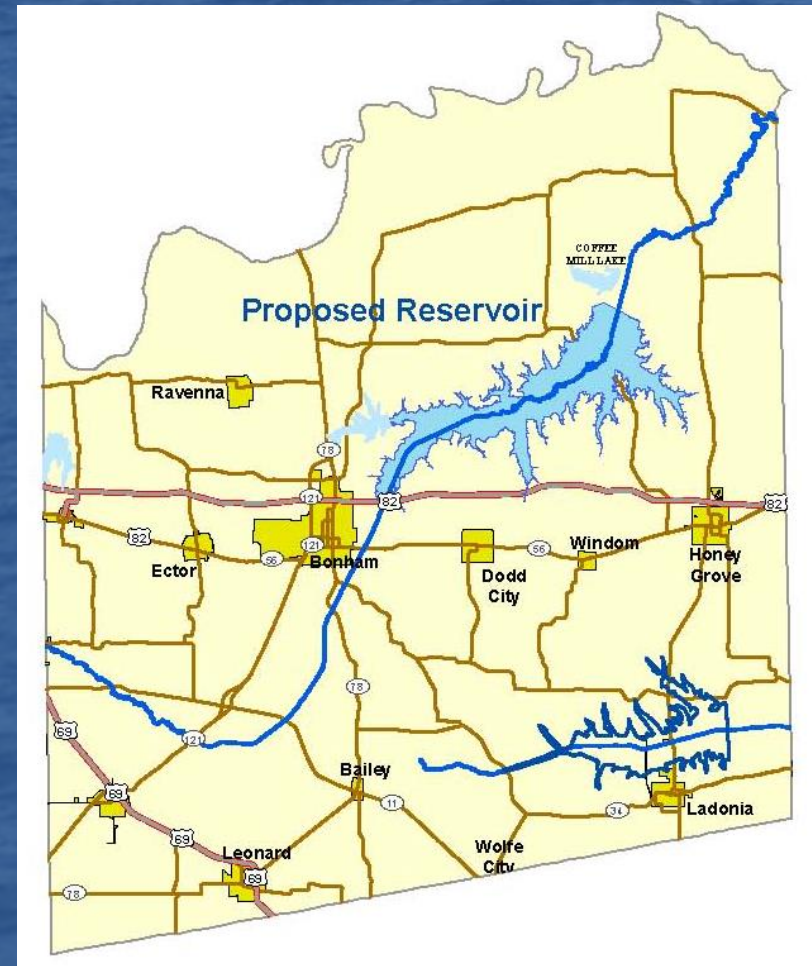 COFFEE
MILL LAKE
Proposed Reservoir
Ravenna
78
121
82
82
82
121
56
Ector
Bonham
56
Windom
Dodd
City
Honey
Grove
78
69
121
Bailey
69
11
34
Ladonia
69
Wolfe
City
Leonard
69
78